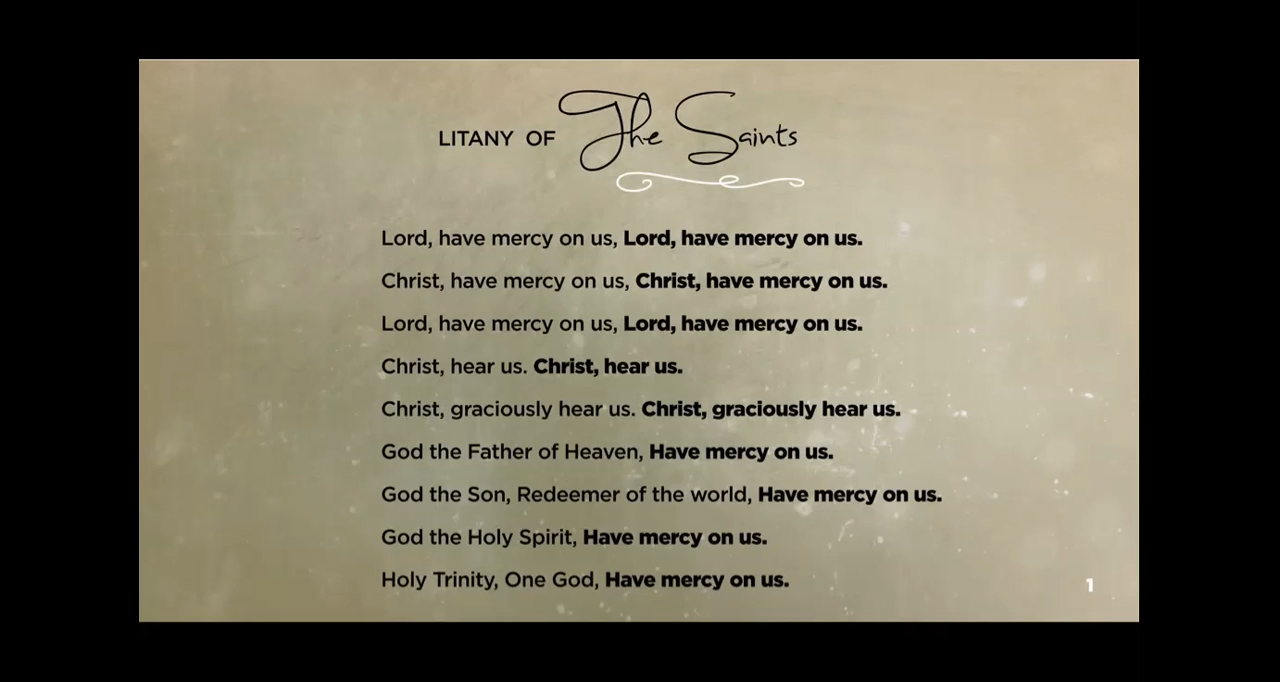 LITANY OF The Saints
Lord, have mercy on us, Lord, have mercy on us.
Christ, have mercy on us, Christ, have mercy on us.
Lord, have mercy on us, Lord, have mercy on us.
Christ, hear us. Christ, hear us.
Christ, graciously hear us. Christ, graciously hear us.
God the Father of Heaven, Have mercy on us.
God the Son, Redeemer of the world, Have mercy on us.
God the Holy Spirit, Have mercy on us.
Holy Trinity, One God, Have mercy on us.
1